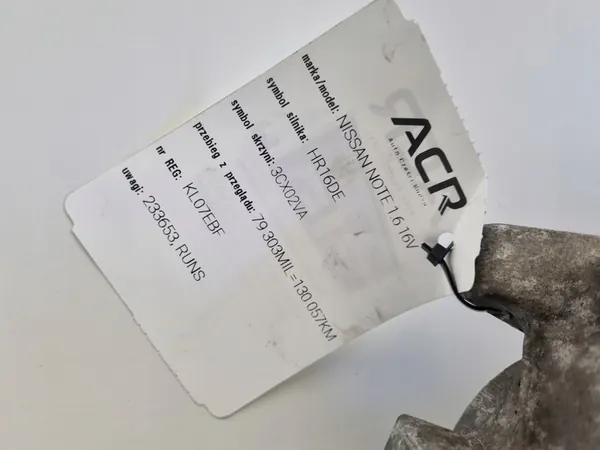 ACR
marka/model: NISSAN NOTE 1.6 16V
symbol silnika: HR16DE
symbol skrzyni: 3CX02VA
przebieg z przeglądu: 79 303MIL=130 057KM
nr REG: KL07EBF
uwagi: 233653, RUNS